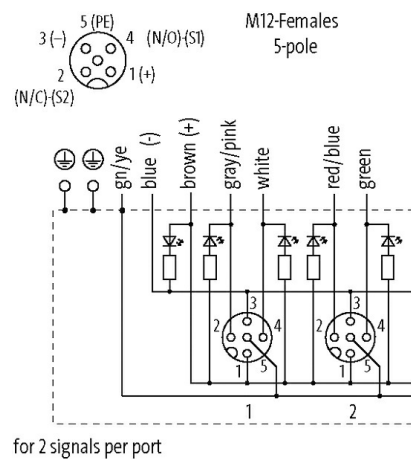 5 (PE)
3 (–)
4
(N/O)-(S1)
2
1 (+)
(N/C)-(S2)
M12-Females
5-pole
gn/ye
blue (-)
brown (+)
gray/pink
white
red/blue
green
3
3
2
4
2
4
1
5
1
5
1
2
for 2 signals per port